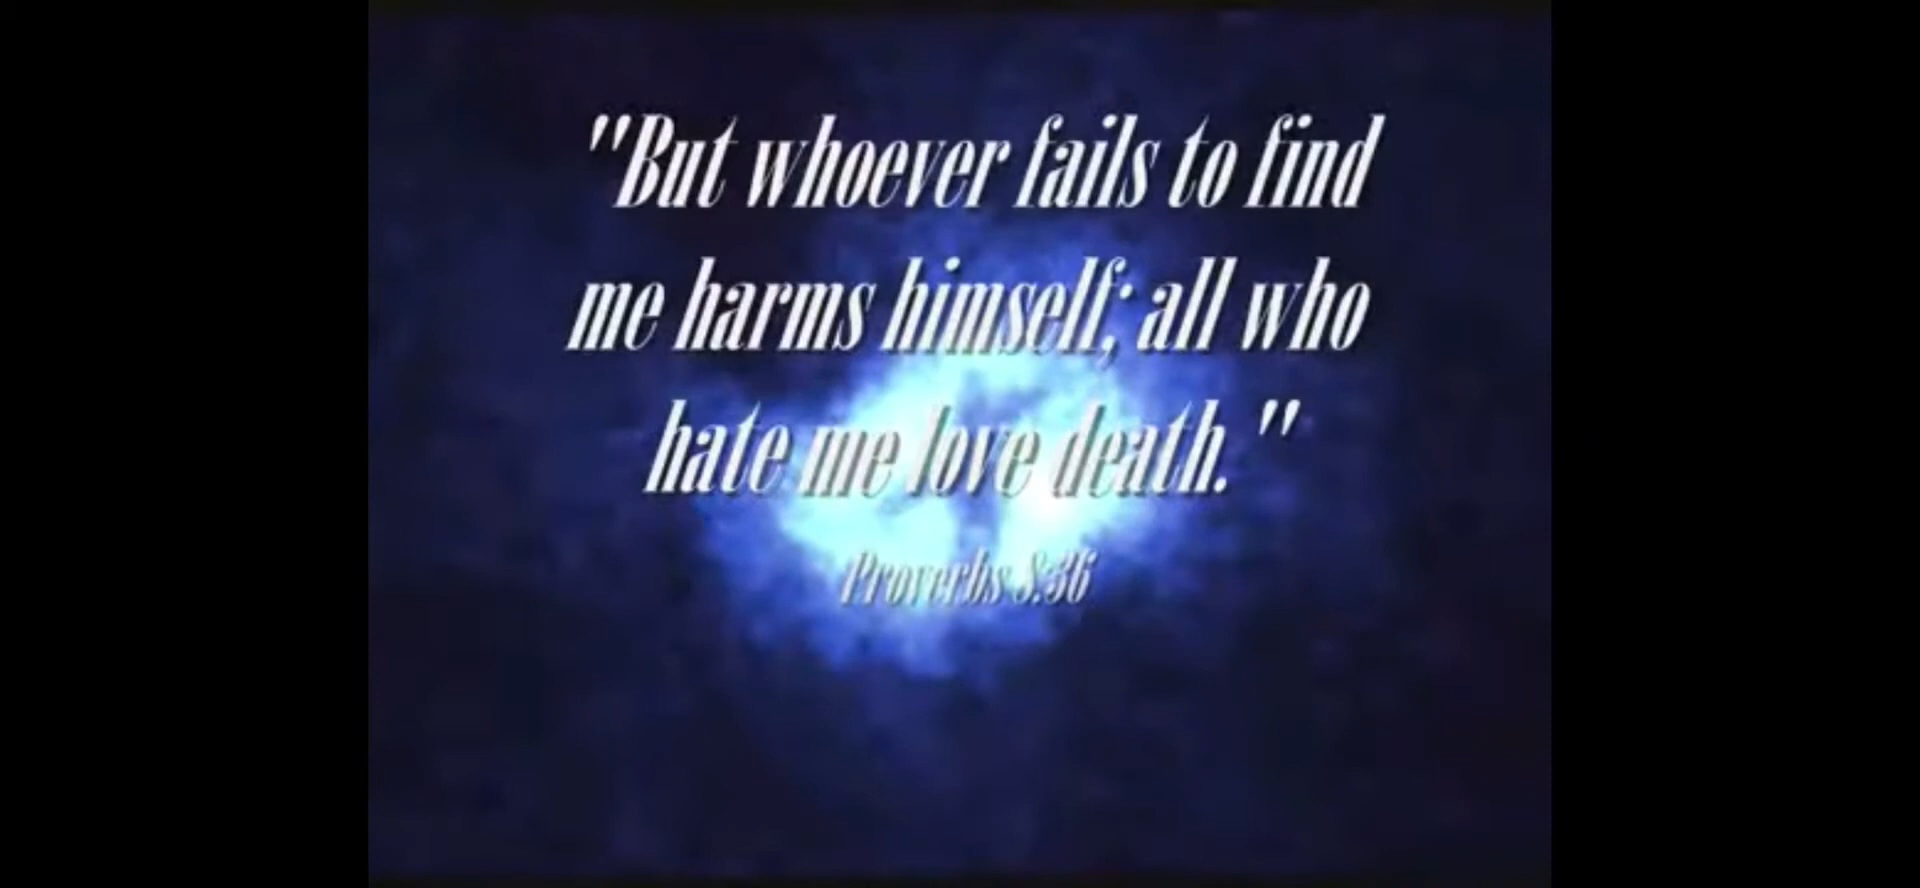 "But whoever fails to find
me harms himself; all who
hate me love death."
Proverbs 8:36